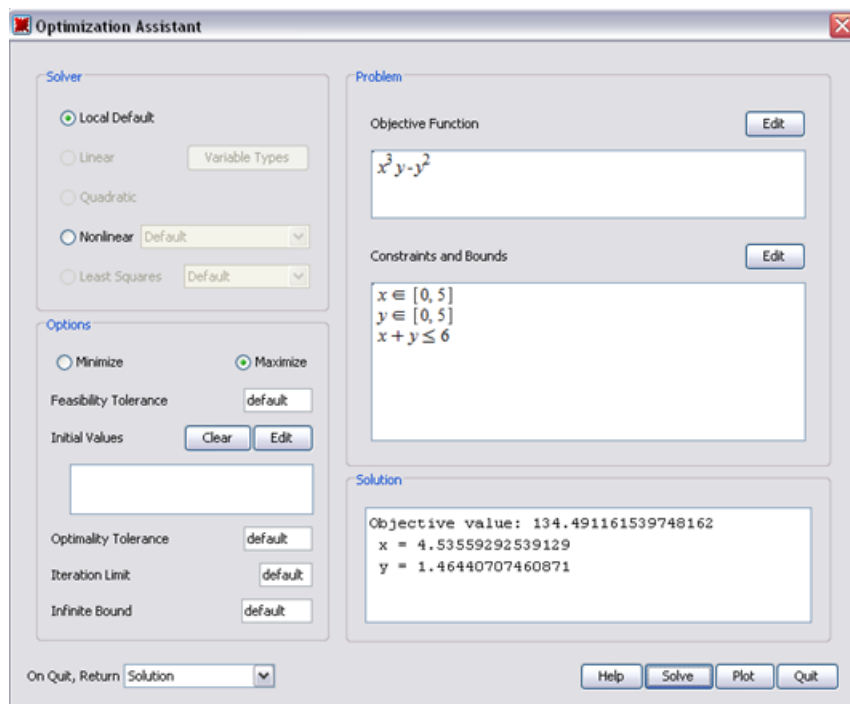 Optimization Assistant
Solver
Local Default
Linear
Variable Types
Quadratic
Nonlinear Default
Least Squares Default
Options
Minimize
Maximize
Feasibility Tolerance default
Initial Values Clear Edit
Optimality Tolerance default
Iteration Limit default
Infinite Bound default
Problem
Objective Function Edit
x³ y-y²
Constraints and Bounds Edit
x ∈ [0, 5]
y ∈ [0, 5]
x + y ≤ 6
Solution
Objective value: 134.491161539748162
x = 4.53559292539129
y = 1.46440707460871
On Quit, Return Solution
Help Solve Plot Quit